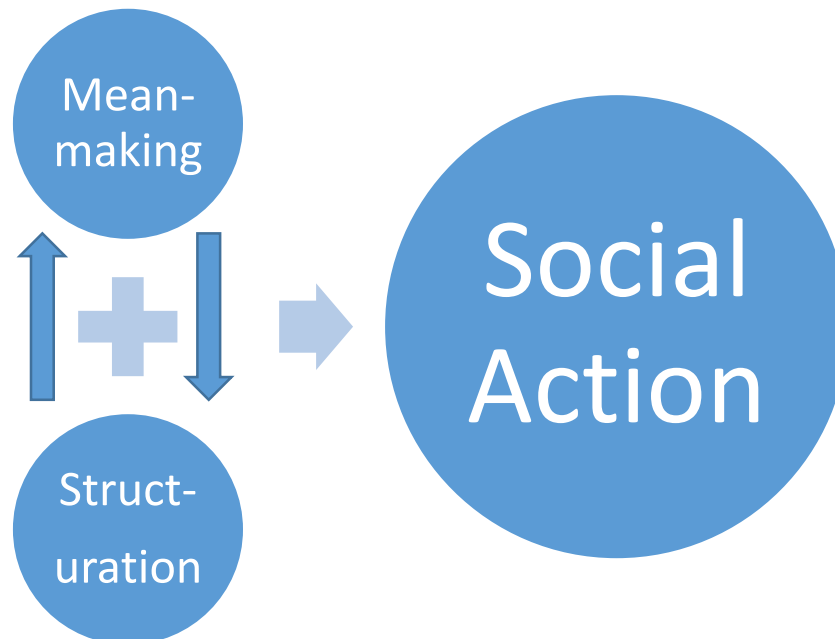 Mean-
making
Struct-
uration
Social
Action